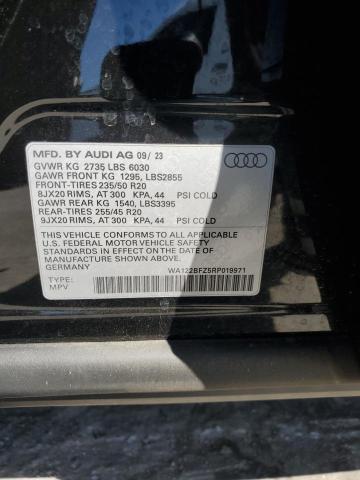 MFD. BY AUDI AG 09/ 23
GVWR KG 2735 LBS 6030
GAWR FRONT KG 1295, LBS2855
FRONT-TIRES 235/50 R20
8JX20 RIMS, AT 300 KPA, 44 PSI COLD
GAWR REAR KG 1540, LBS3395
REAR-TIRES 255/45 R20
9JX20 RIMS, AT 300 KPA, 44 PSI COLD
THIS VEHICLE CONFORMS TO ALL APPLICABLE
U.S. FEDERAL MOTOR VEHICLE SAFETY
STANDARDS IN EFFECT ON THE DATE OF
MANUFACTURE SHOWN ABOVE.
GERMANY
WA122BFZ5RP019971
TYPE:
MPV